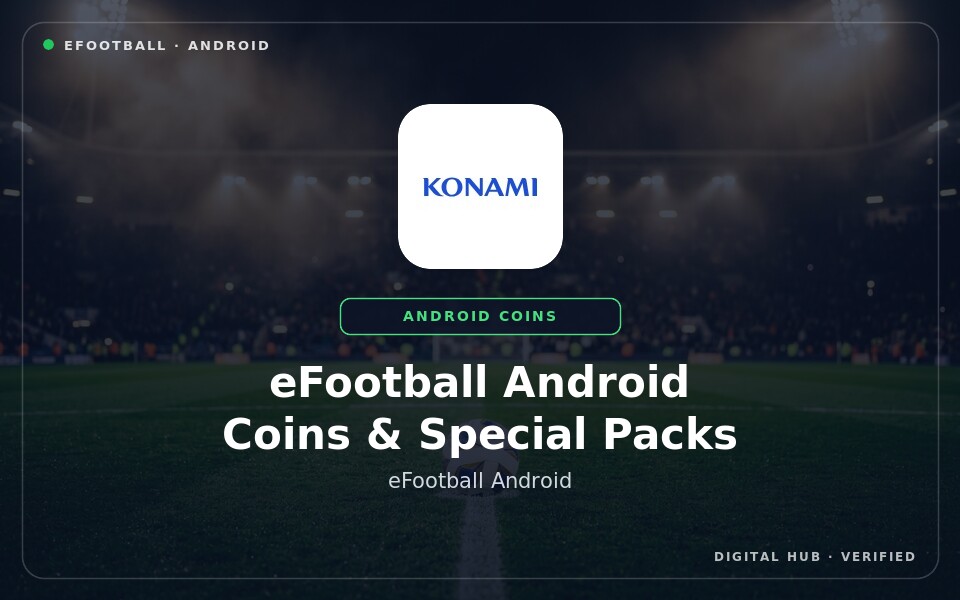 EFOOTBALL · ANDROID
KONAMI
ANDROID COINS
eFootball Android
Coins & Special Packs
eFootball Android
DIGITAL HUB · VERIFIED